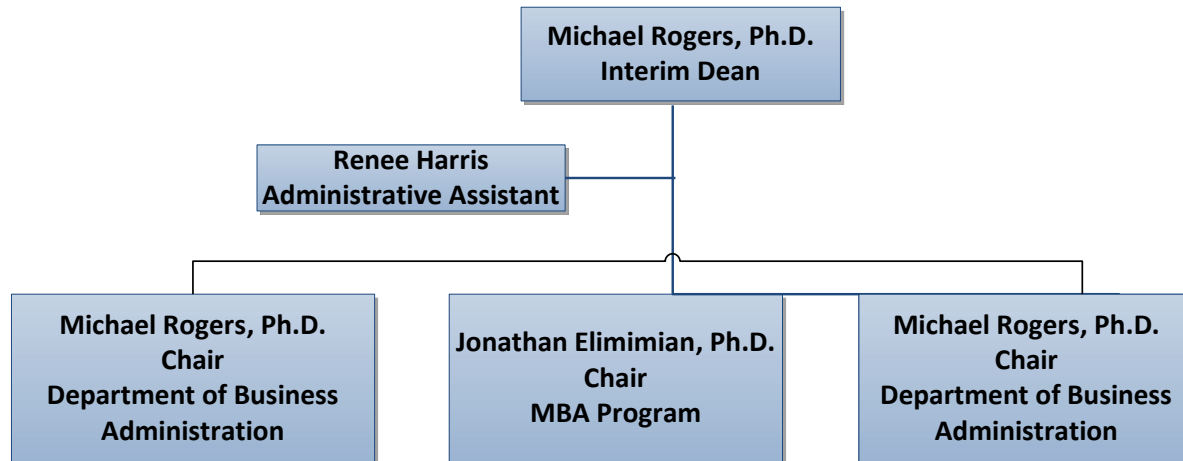 Michael Rogers, Ph.D.
Interim Dean
Renee Harris
Administrative Assistant
Michael Rogers, Ph.D.
Chair
Department of Business
Administration
Jonathan Elimimian, Ph.D.
Chair
MBA Program
Michael Rogers, Ph.D.
Chair
Department of Business
Administration